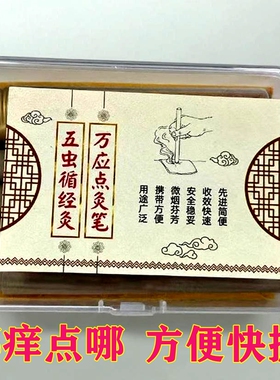 先进简便
收效快速
安全稳妥
微烟芬芳
携带方便
用途广泛
万应点灸笔
五虫循经灸
痒点哪 方便快